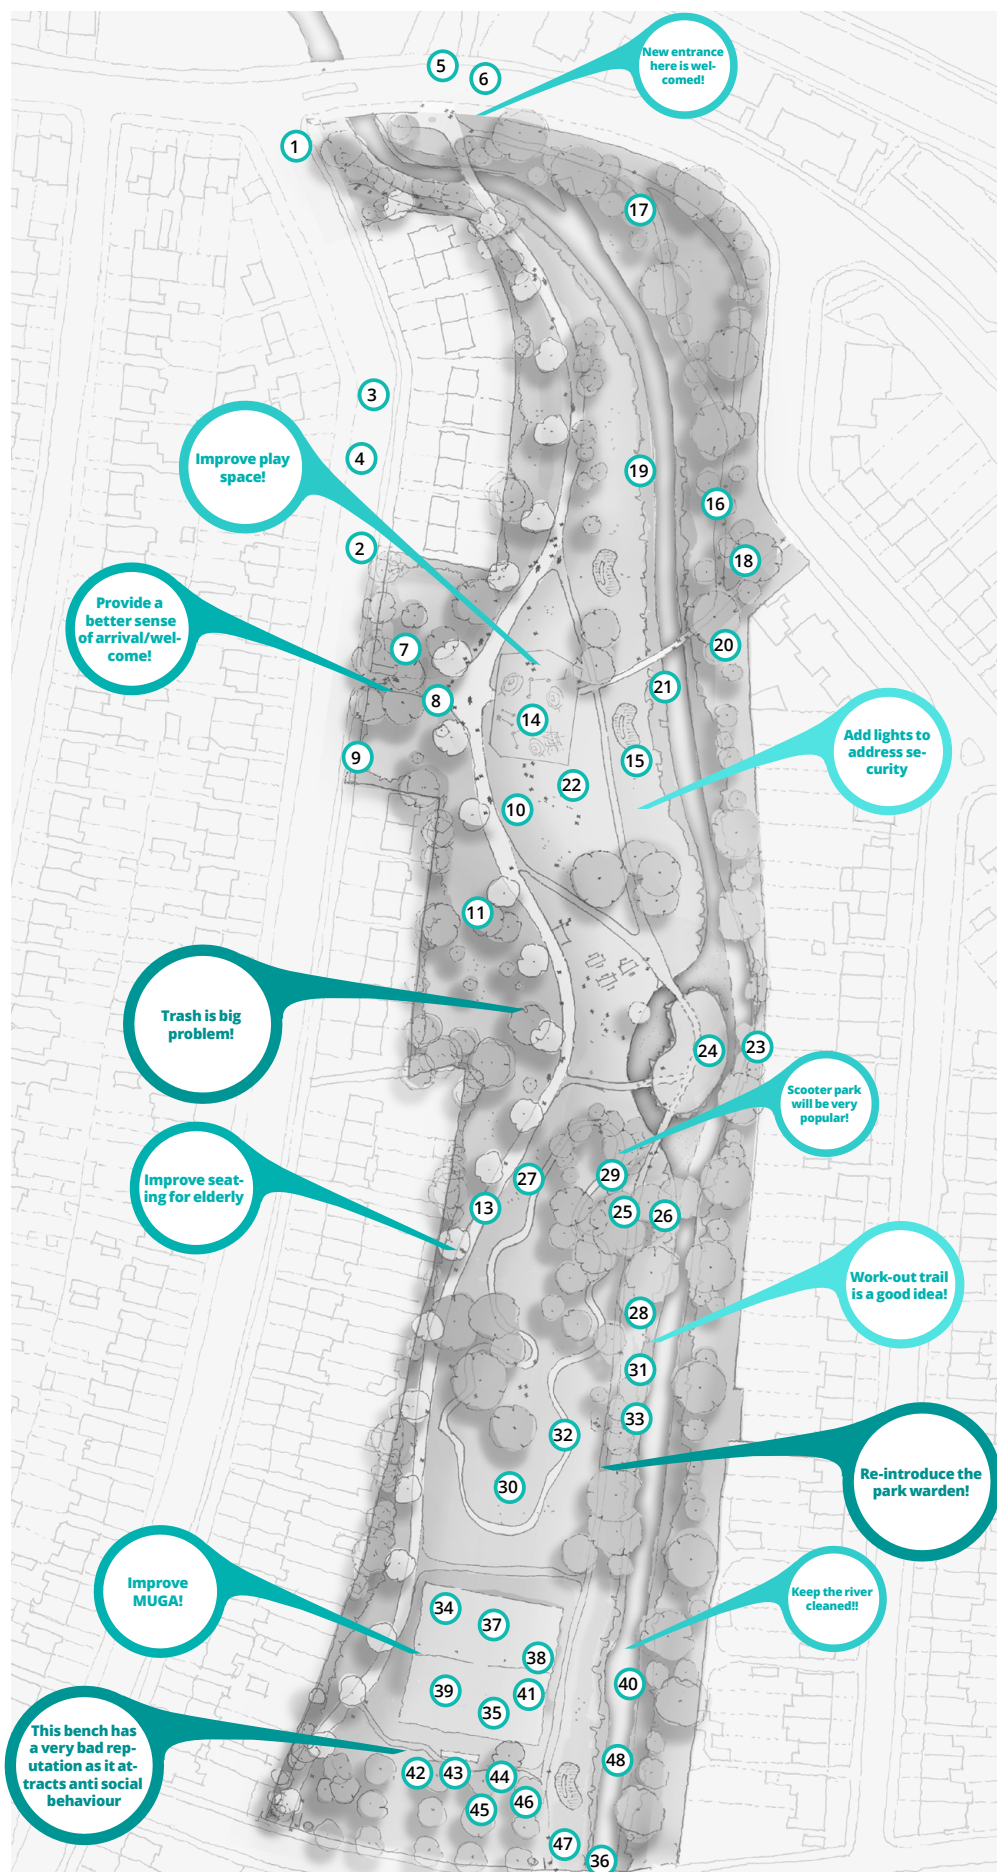 5
6
New entrance
here is wel-
comed!
1
17
3
4
Improve play
space!
19
16
2
18
Provide a
better sense
of arrival/wel-
come!
7
20
8
21
14
9
15
Add lights to
address se-
curity
22
10
11
Trash is big
problem!
24
23
Scooter park
will be very
popular!
Improve seat-
ing for elderly
27
29
13
25
26
Work-out trail
is a good idea!
28
31
33
32
30
Re-introduce the
park warden!
Improve
MUGA!
Keep the river
cleaned!!
34
37
38
39
41
35
40
This bench has
a very bad rep-
utation as it at-
tracts anti social
behaviour
42
43
44
48
45
46
47
36